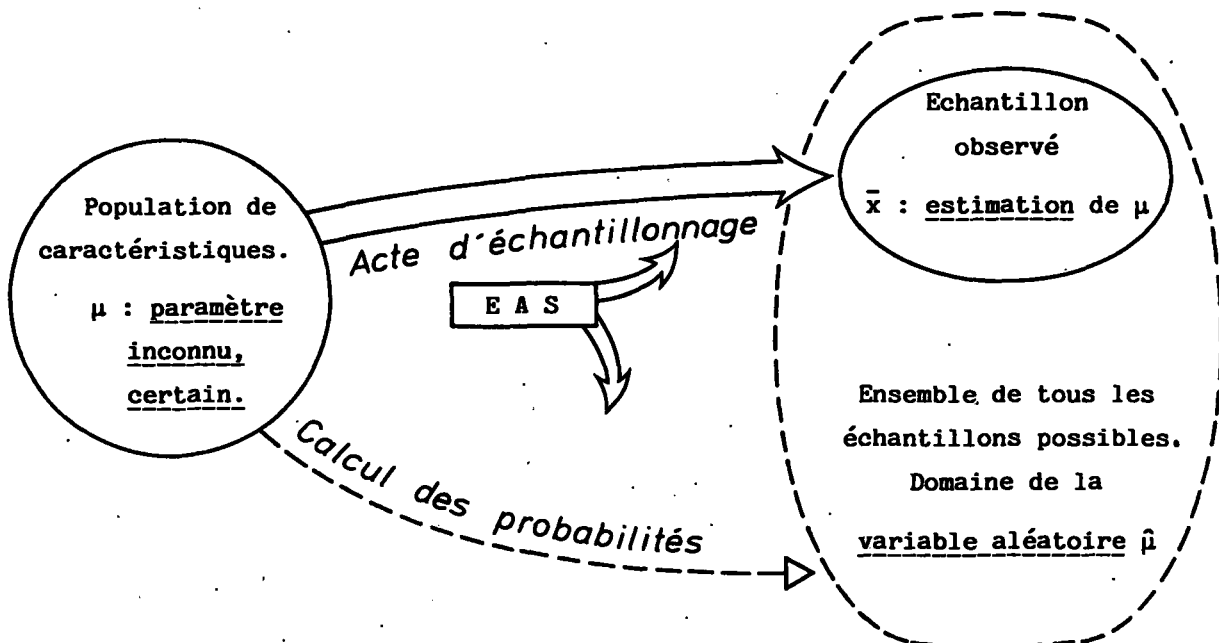 Population de
caractéristiques.
μ : paramètre
inconnu,
certain.
Acte d'échantillonnage
E A S
Calcul des probabilités
Echantillon
observé
x̄ : estimation de μ
Ensemble de tous les
échantillons possibles.
Domaine de la
variable aléatoire μ̂